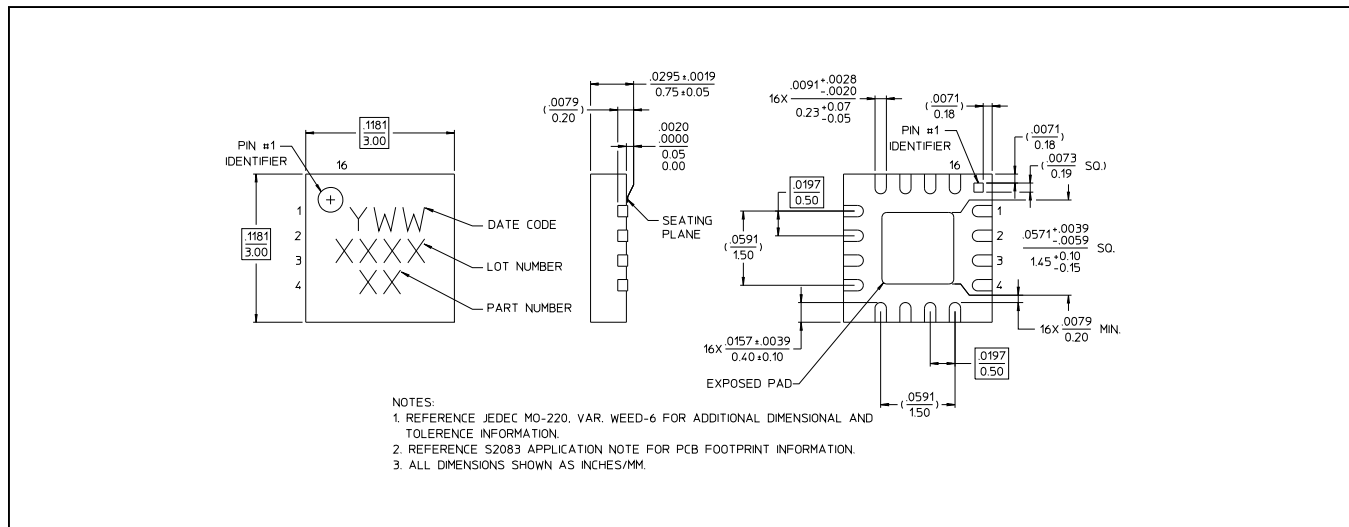 .1181
3.00
PIN #1
IDENTIFIER
16
.1181
3.00
1
2
3
4
YWW
XXXX
XX
DATE CODE
LOT NUMBER
PART NUMBER
.0295±.0019
0.75±0.05
(.0079
0.20)
.0020
.0000
0.05
0.00
SEATING
PLANE
16X .0091 +.0028 -.0020
0.23 +0.07 -0.05
(.0071
0.18)
PIN #1
IDENTIFIER
16
(.0071
0.18)
(.0073
0.19 SQ.)
.0197
0.50
(.0591
1.50)
1
2
3
4
.0571 +.0039 -.0059 SQ.
1.45 +0.10 -0.15
16X .0157±.0039
0.40±0.10
16X .0079 MIN.
0.20
EXPOSED PAD
.0197
0.50
(.0591
1.50)
NOTES:
1. REFERENCE JEDEC MO-220, VAR. WEED-6 FOR ADDITIONAL DIMENSIONAL AND
TOLERENCE INFORMATION.
2. REFERENCE S2083 APPLICATION NOTE FOR PCB FOOTPRINT INFORMATION.
3. ALL DIMENSIONS SHOWN AS INCHES/MM.